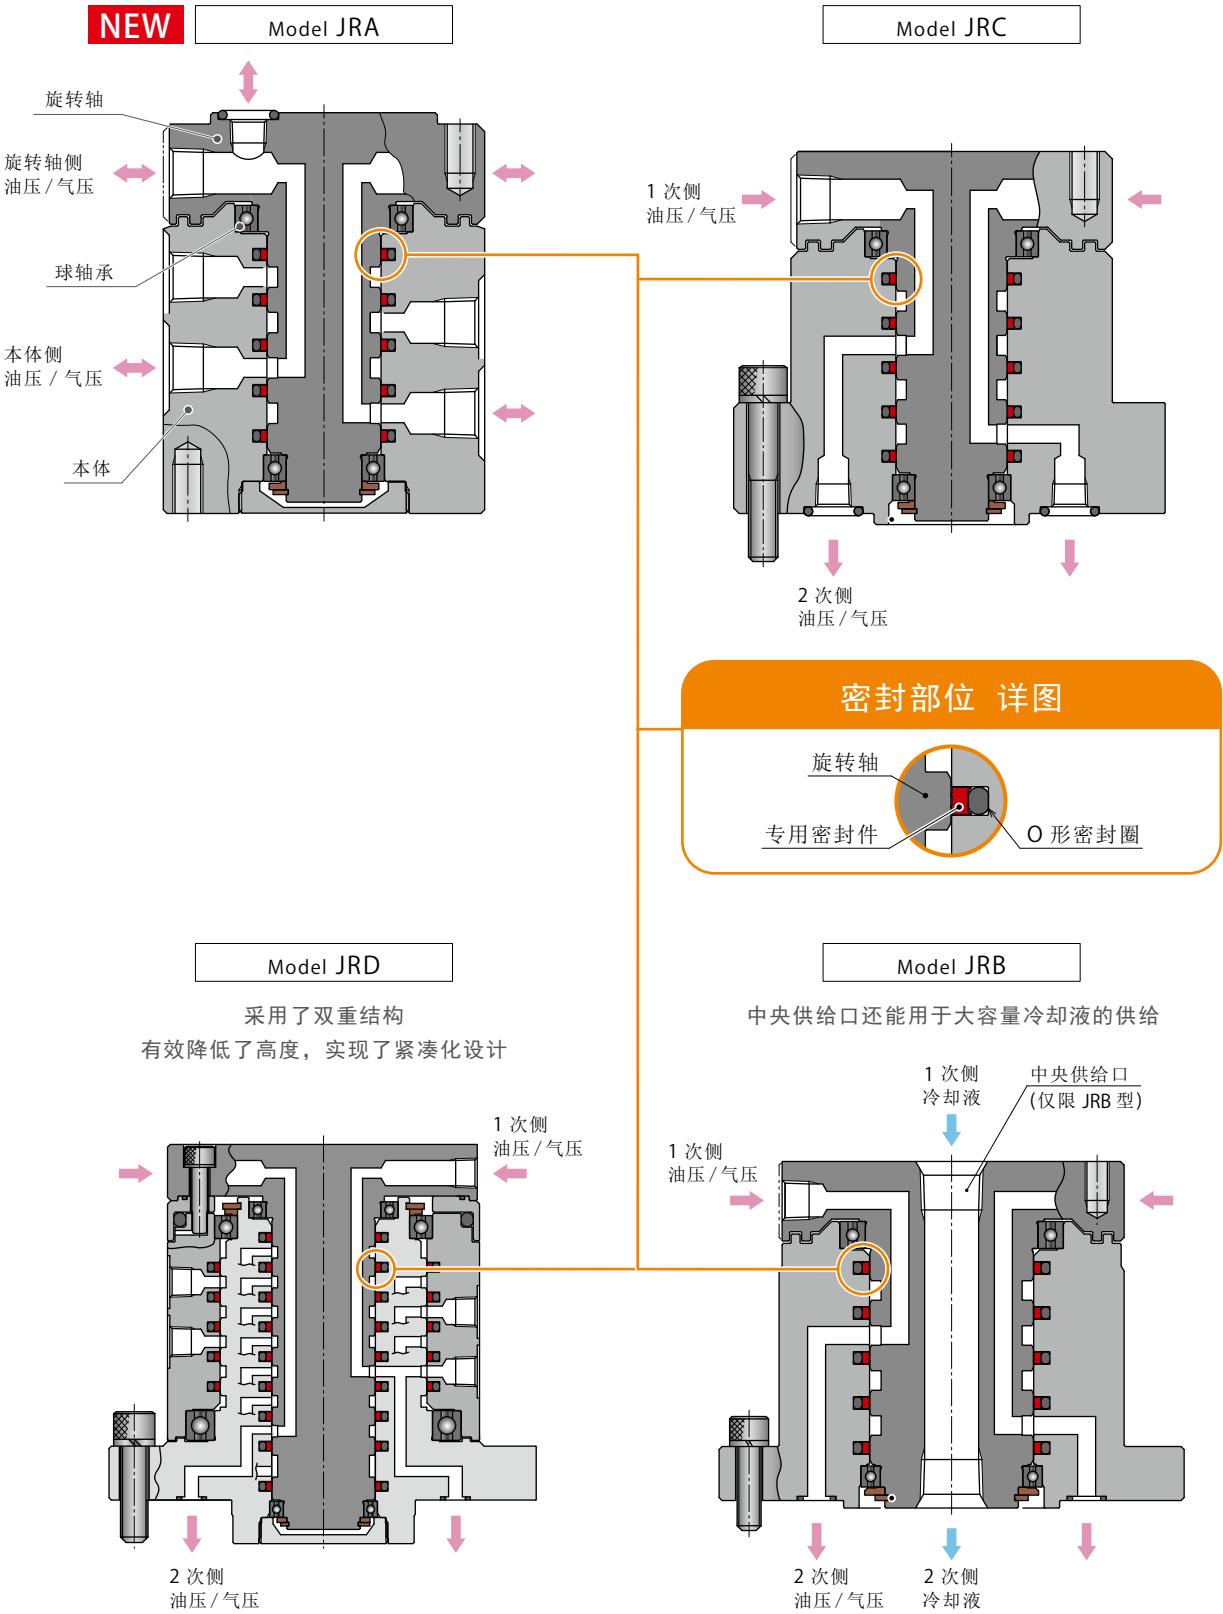 NEW
Model JRA
旋转轴
旋转轴侧
油压/气压
球轴承
本体侧
油压/气压
本体
Model JRC
1 次侧
油压/气压
2 次侧
油压/气压
密封部位 详图
旋转轴
专用密封件
O 形密封圈
Model JRD
采用了双重结构
有效降低了高度，实现了紧凑化设计
1 次侧
油压/气压
2 次侧
油压/气压
Model JRB
中央供给口还能用于大容量冷却液的供给
1 次侧
冷却液
中央供给口
(仅限 JRB 型)
1 次侧
油压/气压
2 次侧
油压/气压
2 次侧
冷却液